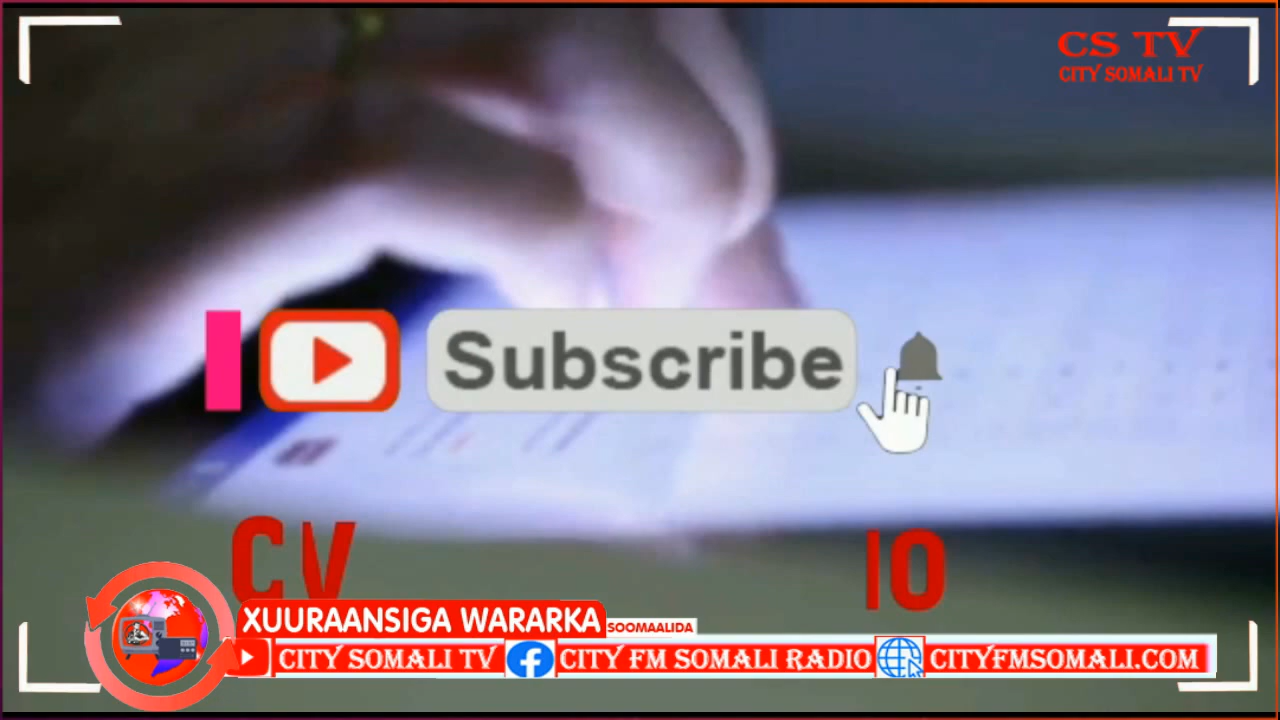 CS TV
CITY SOMALI TV
Subscribe
CV IO
XUURAANSIGA WARARKA
SOOMAALIDA
CITY SOMALI TV CITY FM SOMALI RADIO CITYFMSOMALI.COM